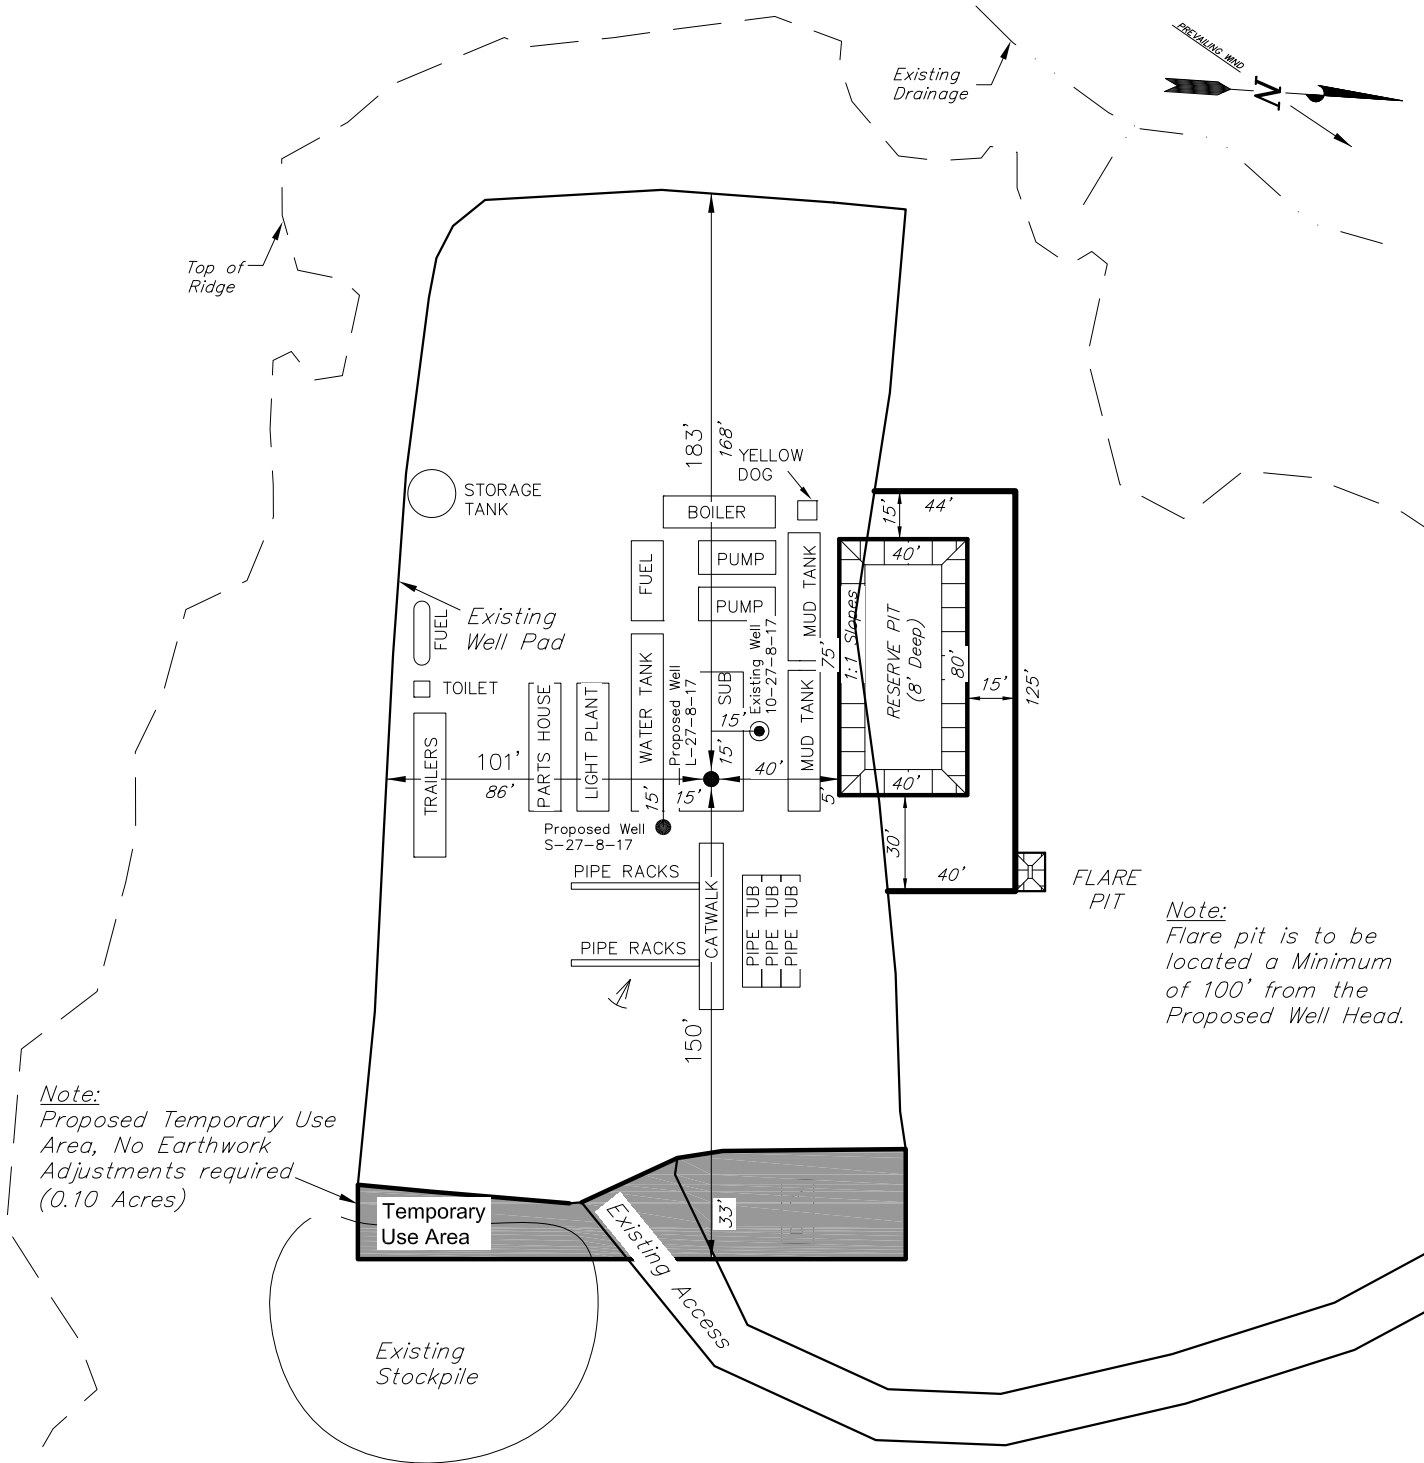 PREVAILING WIND
N
Existing
Drainage
Top of
Ridge
183'
168'
YELLOW
DOG
STORAGE
TANK
BOILER
15'
44'
40'
FUEL
PUMP
PUMP
MUD TANK
FUEL
Existing
Well Pad
TOILET
TRAILERS
PARTS HOUSE
LIGHT PLANT
WATER TANK
Proposed Well
L-27-8-17
SUB
Existing Well
10-27-8-17
15'
15'
MUD TANK
75'
1:1 Slopes
RESERVE PIT
(8' Deep)
80'
15'
125'
101'
86'
40'
15'
15'
5'
40'
Proposed Well
S-27-8-17
30'
40'
PIPE RACKS
PIPE RACKS
CATWALK
PIPE TUB
PIPE TUB
PIPE TUB
FLARE
PIT
Note:
Flare pit is to be
located a Minimum
of 100' from the
Proposed Well Head.
150'
Note:
Proposed Temporary Use
Area, No Earthwork
Adjustments required
(0.10 Acres)
Temporary
Use Area
33'
Existing Access
Existing
Stockpile